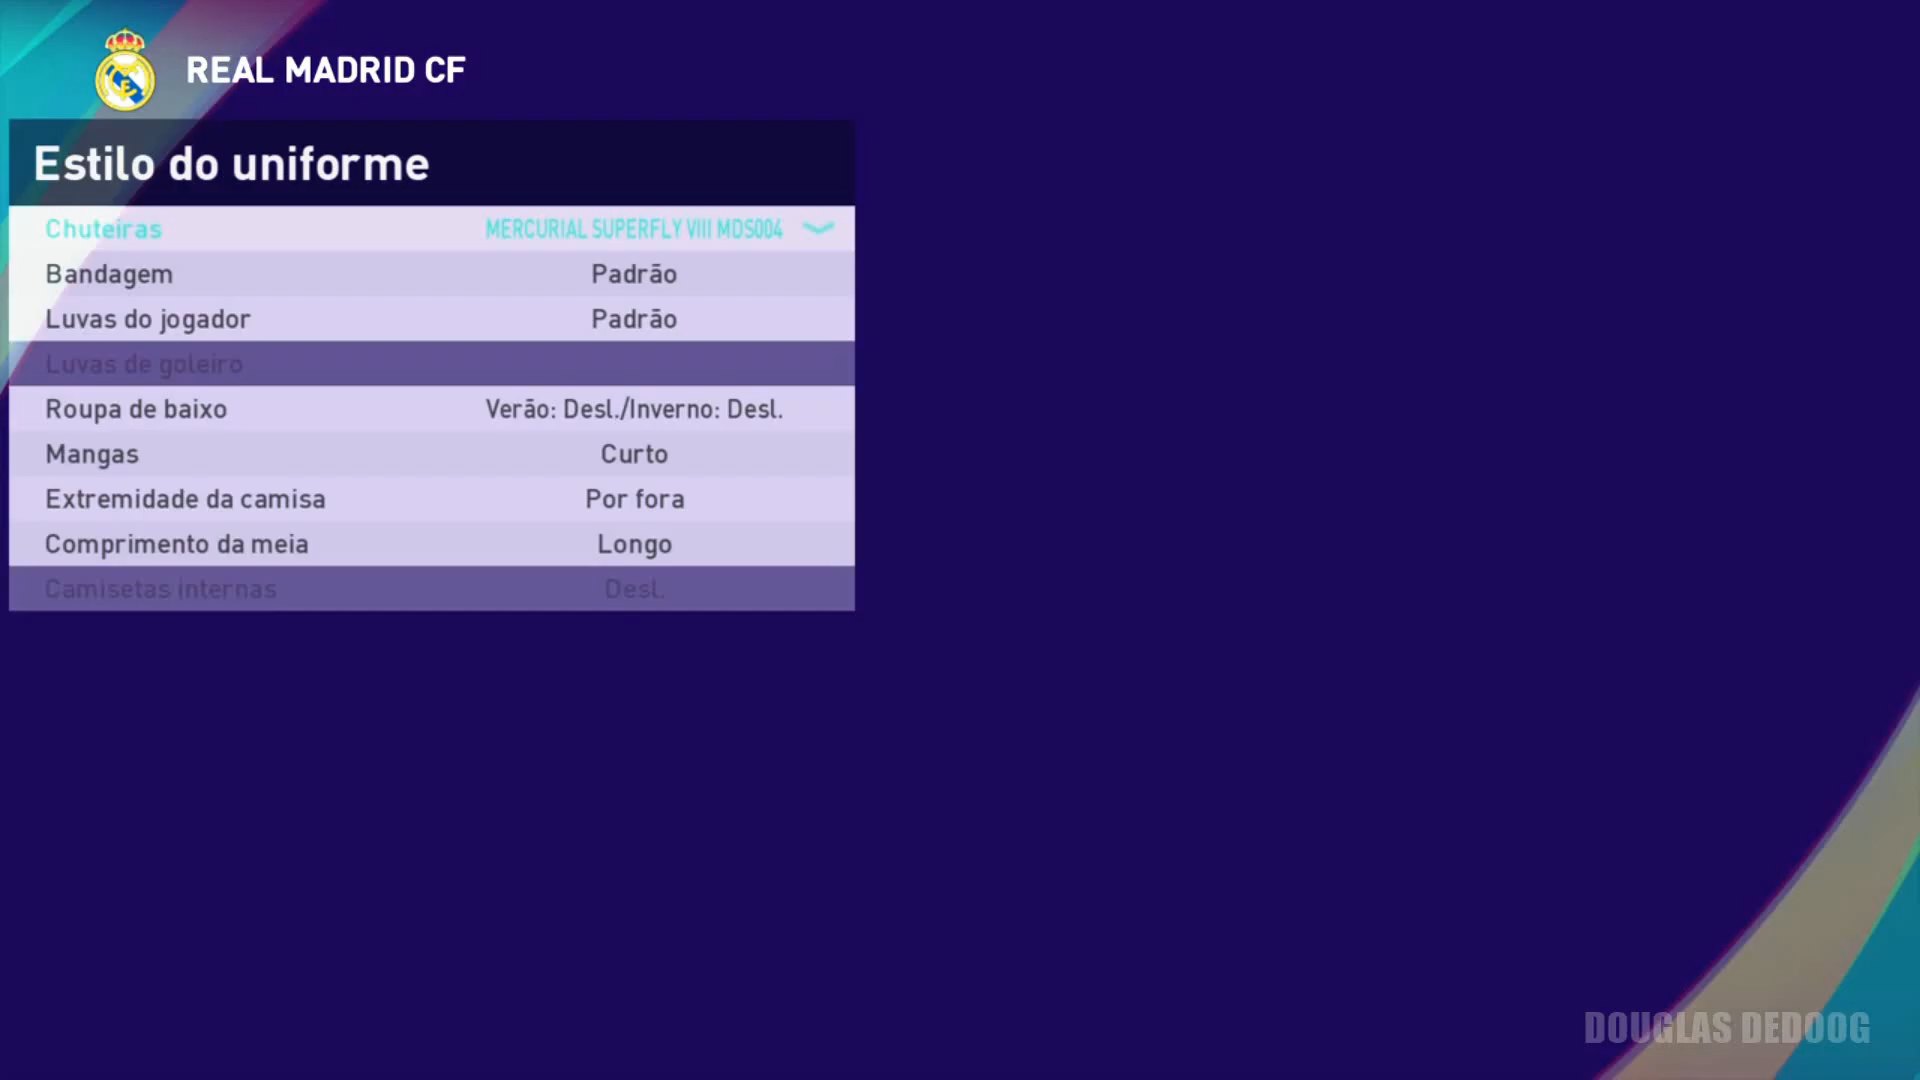 REAL MADRID CF
Estilo do uniforme
Chuteiras MERCURIAL SUPERFLY VIII MDS004
Bandagem Padrão
Luvas do jogador Padrão
Luvas de goleiro
Roupa de baixo Verão: Desl./Inverno: Desl.
Mangas Curto
Extremidade da camisa Por fora
Comprimento da meia Longo
Camisetas internas Desl.
DOUGLAS DEDOOG